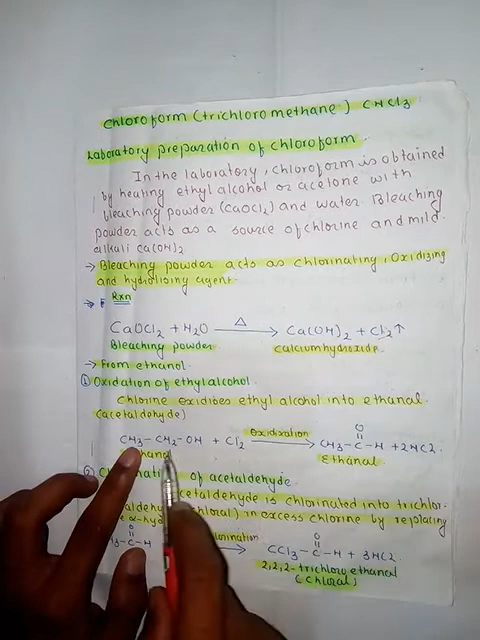 Chloroform (trichloromethane) CHCl3
Laboratory preparation of chloroform.
In the laboratory, chloroform is obtained
by heating ethyl alcohol or acetone with
bleaching powder (CaOCl2) and water. Bleaching
powder acts as a source of chlorine and mild
alkali Ca(OH)2
→ Bleaching powder acts as Chlorinating, Oxidizing
and hydrolising agent.
→ Rxn
CaOCl2 + H2O —Δ→ Ca(OH)2 + Cl2↑
Bleaching powder calcium hydroxide
→ From ethanol.
① Oxidation of ethyl alcohol
Chlorine oxidises ethyl alcohol into ethanal
(acetaldehyde)
CH3 - CH2 - OH + Cl2 —Oxidisation→ CH3 - C - H + 2HCl.
O
Ethanal
② of acetaldehyde.
acetaldehyde is chlorinated into trichlor-
(chloral) in excess chlorine by replacing
O
C - H → CCl3 - C - H + 3HCl.
O
2,2,2-trichloro ethanal
(Chloral)